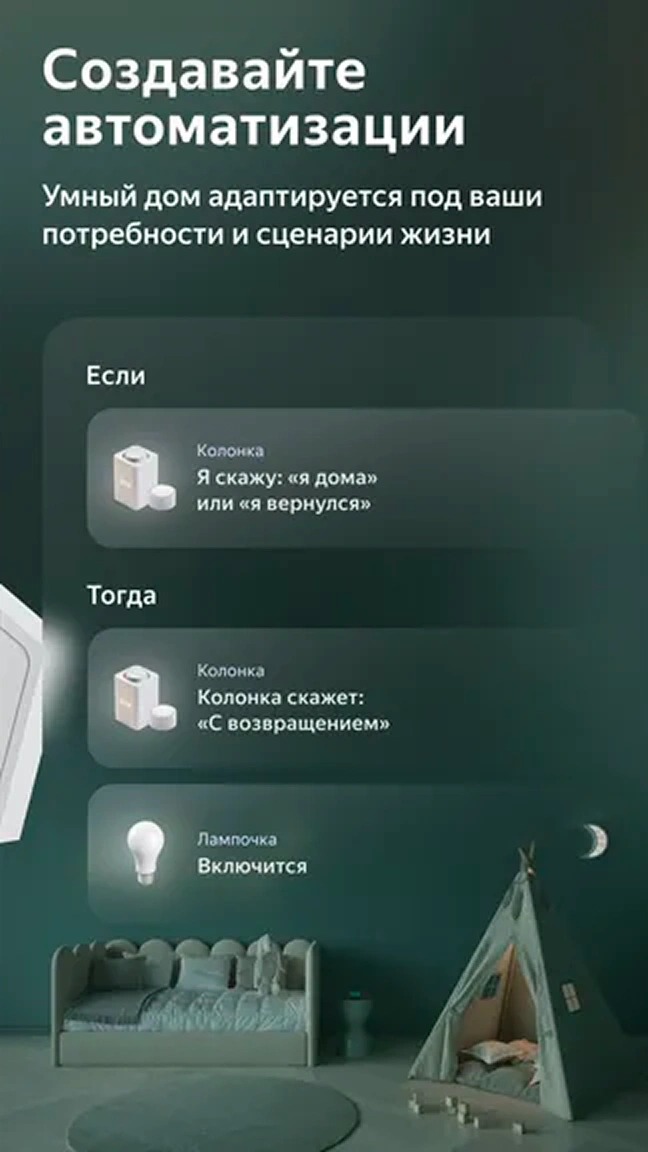 Создавайте
автоматизации
Умный дом адаптируется под ваши
потребности и сценарии жизни
Если
Колонка
Я скажу: «я дома»
или «я вернулся»
Тогда
Колонка
Колонка скажет:
«С возвращением»
Лампочка
Включится